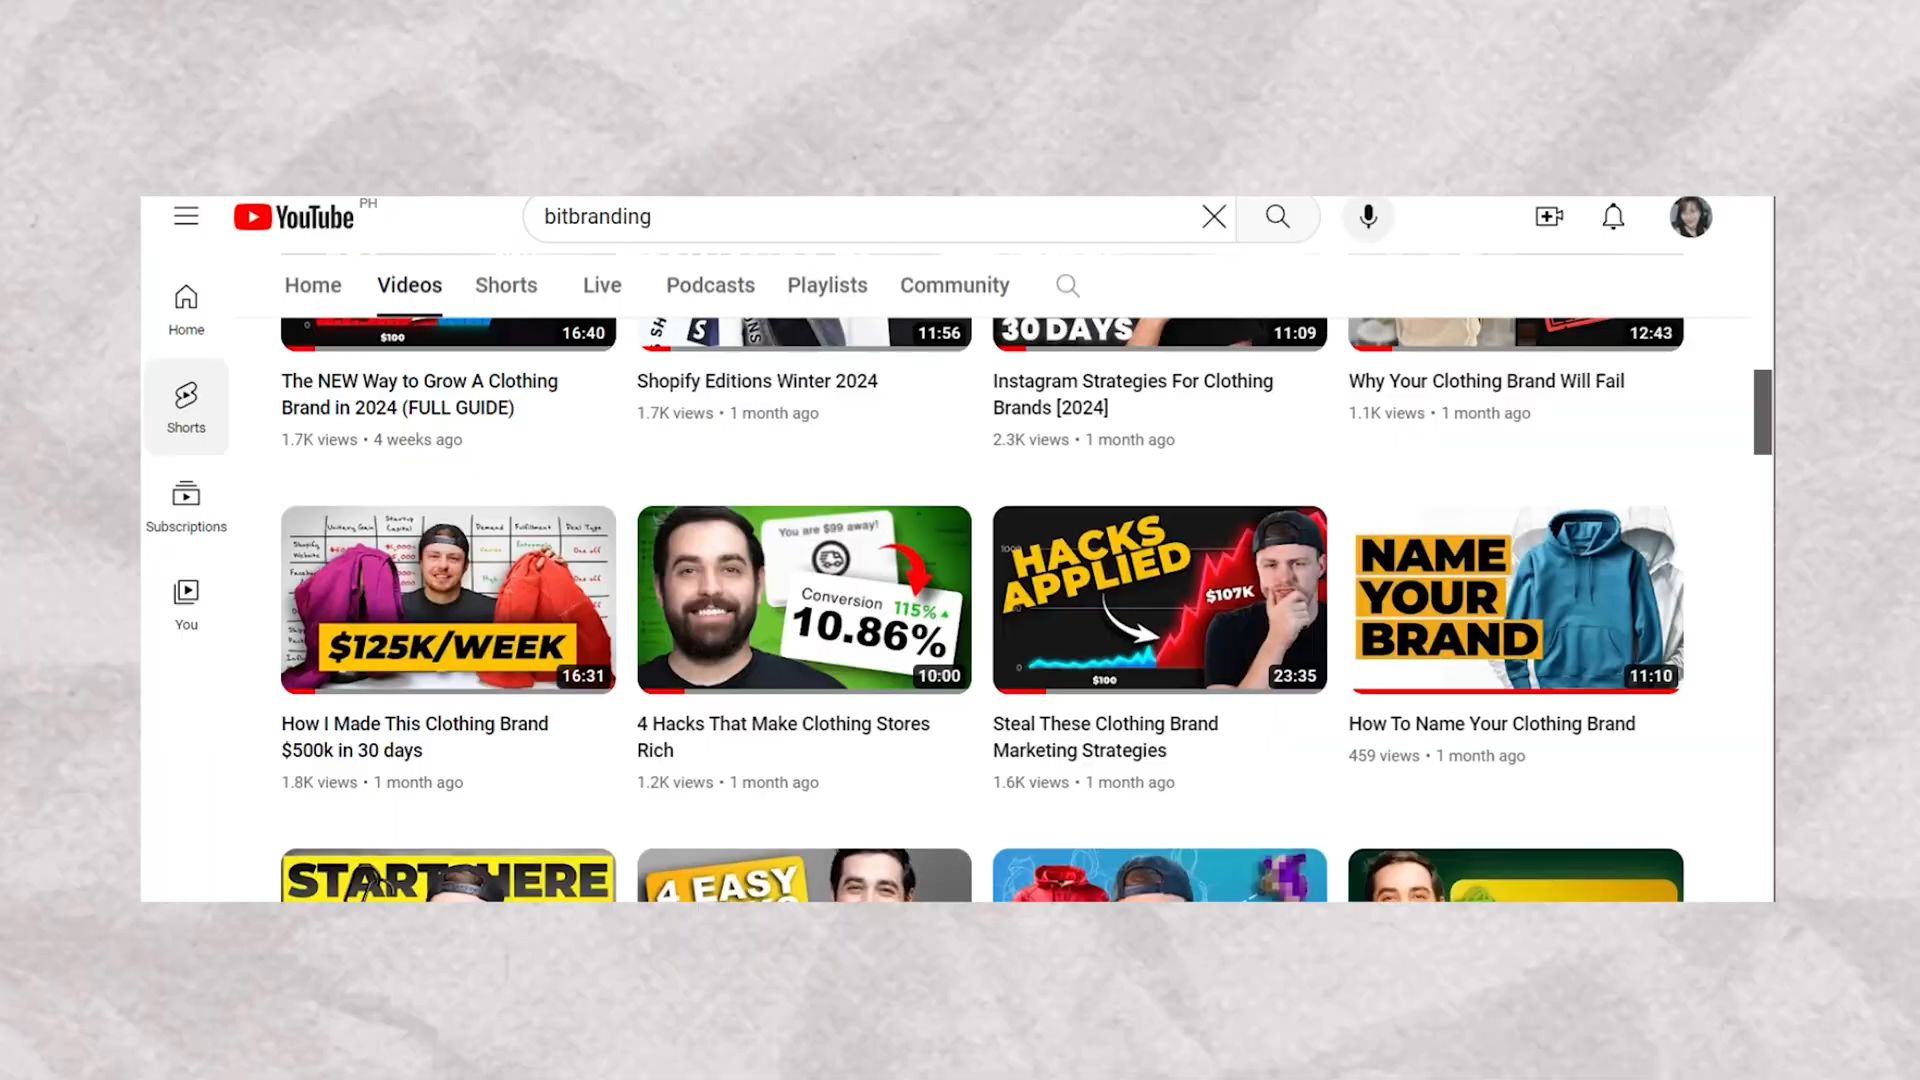 YouTube PH
bitbranding
Home Videos Shorts Live Podcasts Playlists Community
Home
Shorts
Subscriptions
You
$100
16:40
11:56
30 DAYS
11:09
12:43
The NEW Way to Grow A Clothing
Brand in 2024 (FULL GUIDE)
1.7K views • 4 weeks ago
Shopify Editions Winter 2024
1.7K views • 1 month ago
Instagram Strategies For Clothing
Brands [2024]
2.3K views • 1 month ago
Why Your Clothing Brand Will Fail
1.1K views • 1 month ago
$125K/WEEK
16:31
You are $99 away!
Conversion 115%
10.86%
10:00
HACKS
APPLIED
$107K
0
$100
23:35
NAME
YOUR
BRAND
11:10
How I Made This Clothing Brand
$500k in 30 days
1.8K views • 1 month ago
4 Hacks That Make Clothing Stores
Rich
1.2K views • 1 month ago
Steal These Clothing Brand
Marketing Strategies
1.6K views • 1 month ago
How To Name Your Clothing Brand
459 views • 1 month ago
START HERE
4 EASY